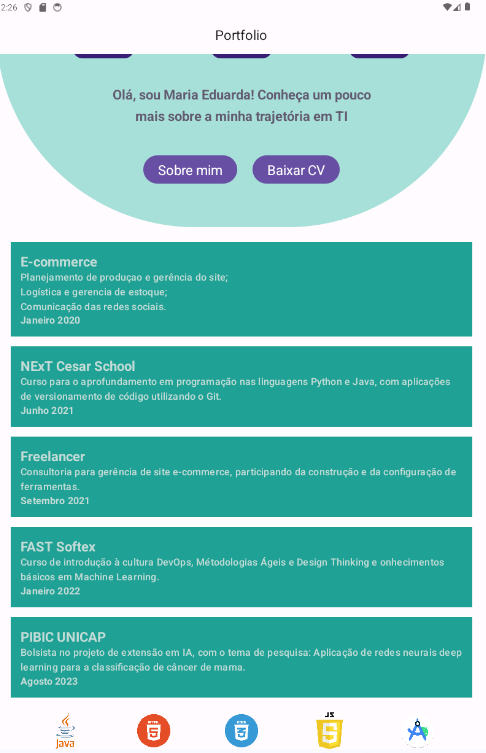 2:26
Portfolio
Olá, sou Maria Eduarda! Conheça um pouco
mais sobre a minha trajetória em TI
Sobre mim
Baixar CV
E-commerce
Planejamento de produçao e gerência do site;
Logística e gerencia de estoque;
Comunicação das redes sociais.
Janeiro 2020
NExT Cesar School
Curso para o aprofundamento em programação nas linguagens Python e Java, com aplicações
de versionamento de código utilizando o Git.
Junho 2021
Freelancer
Consultoria para gerência de site e-commerce, participando da construção e da configuração de
ferramentas.
Setembro 2021
FAST Softex
Curso de introdução à cultura DevOps, Métodologias Ágeis e Design Thinking e onhecimentos
básicos em Machine Learning.
Janeiro 2022
PIBIC UNICAP
Bolsista no projeto de extensão em IA, com o tema de pesquisa: Aplicação de redes neurais deep
learning para a classificação de câncer de mama.
Agosto 2023
Java
JS